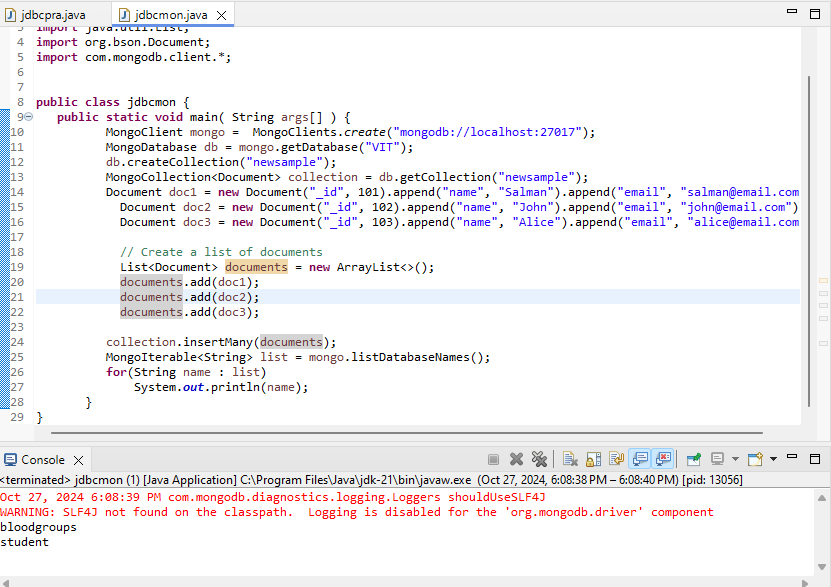 jdbcpra.java
jdbcmon.java
3 import java.util.List;
4 import org.bson.Document;
5 import com.mongodb.client.*;
6
7
8 public class jdbcmon {
9 public static void main( String args[] ) {
10 MongoClient mongo =  MongoClients.create("mongodb://localhost:27017");
11 MongoDatabase db = mongo.getDatabase("VIT");
12 db.createCollection("newsample");
13 MongoCollection<Document> collection = db.getCollection("newsample");
14 Document doc1 = new Document("_id", 101).append("name", "Salman").append("email", "salman@email.com
15 Document doc2 = new Document("_id", 102).append("name", "John").append("email", "john@email.com")
16 Document doc3 = new Document("_id", 103).append("name", "Alice").append("email", "alice@email.com
17
18 // Create a list of documents
19 List<Document> documents = new ArrayList<>();
20 documents.add(doc1);
21 documents.add(doc2);
22 documents.add(doc3);
23
24 collection.insertMany(documents);
25 MongoIterable<String> list = mongo.listDatabaseNames();
26 for(String name : list)
27 System.out.println(name);
28 }
29 }
Console
<terminated> jdbcmon (1) [Java Application] C:\Program Files\Java\jdk-21\bin\javaw.exe  (Oct 27, 2024, 6:08:38 PM – 6:08:40 PM) [pid: 13056]
Oct 27, 2024 6:08:39 PM com.mongodb.diagnostics.logging.Loggers shouldUseSLF4J
WARNING: SLF4J not found on the classpath.  Logging is disabled for the 'org.mongodb.driver' component
bloodgroups
student